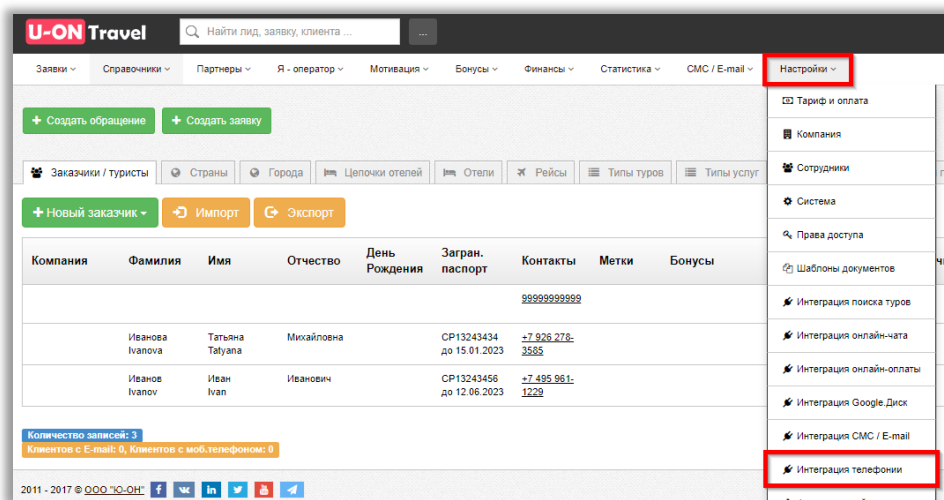 U-ON Travel
Найти лид, заявку, клиента ...
...
Заявки Справочники Партнеры Я - оператор Мотивация Бонусы Финансы Статистика СМС / E-mail Настройки
Тариф и оплата
Компания
Сотрудники
Система
Права доступа
Шаблоны документов
Интеграция поиска туров
Интеграция онлайн-чата
Интеграция онлайн-оплаты
Интеграция Google.Диск
Интеграция СМС / E-mail
Интеграция телефонии
+ Создать обращение + Создать заявку
Заказчики / туристы Страны Города Цепочки отелей Отели Рейсы Типы туров Типы услуг
+ Новый заказчик Импорт Экспорт
Компания Фамилия Имя Отчество День Рождения Загран. паспорт Контакты Метки Бонусы
99999999999
Иванова Татьяна Михайловна СР13243434 +7 926 278-
Ivanova Tatyana до 15.01.2023 3585
Иванов Иван Иванович СР13243456 +7 495 961-
Ivanov Ivan до 12.06.2023 1229
Количество записей: 3
Клиентов с E-mail: 0, Клиентов с моб.телефоном: 0
2011 - 2017 © ООО "Ю-ОН"